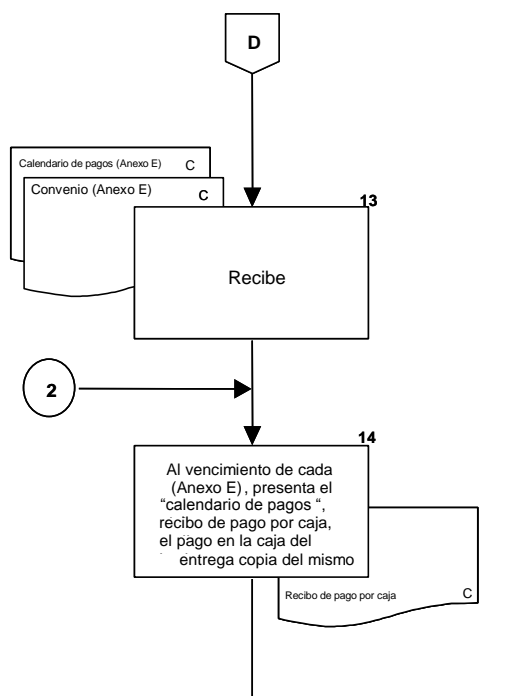 D
Calendario de pagos (Anexo E) C
Convenio (Anexo E) C
13
Recibe
2
14
Al vencimiento de cada
(Anexo E), presenta el
“calendario de pagos “,
recibo de pago por caja,
el pago en la caja del
entrega copia del mismo
Recibo de pago por caja C